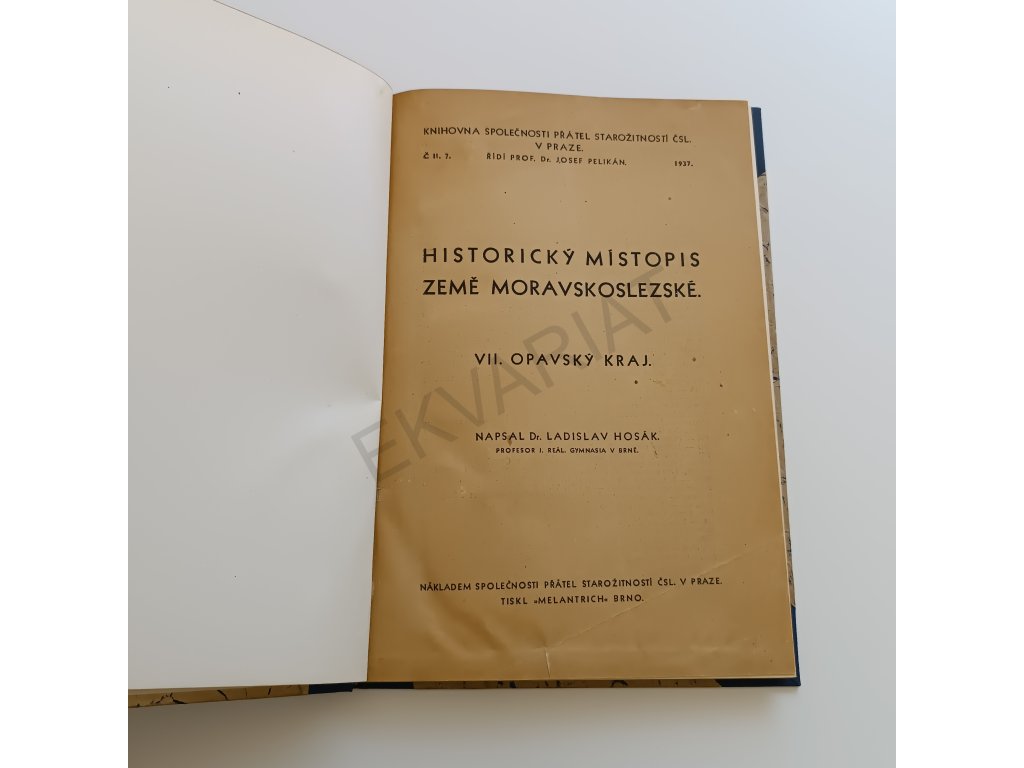 KNIHOVNA SPOLEČNOSTI PŘÁTEL STAROŽITNOSTÍ ČSL.
V PRAZE.
Č II. 7. ŘÍDÍ PROF. Dr. JOSEF PELIKÁN. 1937.
HISTORICKÝ MÍSTOPIS
ZEMĚ MORAVSKOSLEZSKÉ.
VII. OPAVSKÝ KRAJ.
EKVARIAT
NAPSAL Dr. LADISLAV HOSÁK.
PROFESOR I. REÁL. GYMNASIA V BRNĚ.
NÁKLADEM SPOLEČNOSTI PŘÁTEL STAROŽITNOSTÍ ČSL. V PRAZE.
TISKL »MELANTRICH« BRNO.